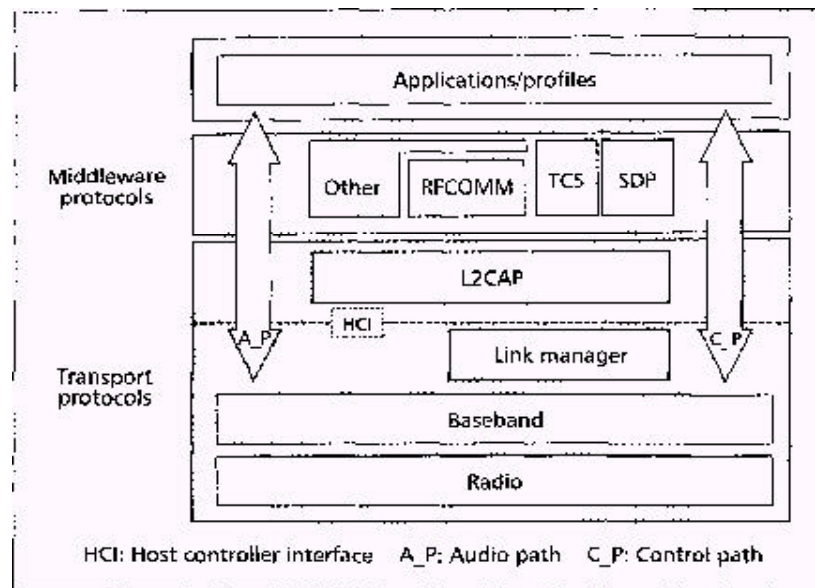 Applications/profiles
Middleware
protocols
Other
RFCOMM
TCS
SDP
L2CAP
HCI
A_P
C_P
Link manager
Transport
protocols
Baseband
Radio
HCI: Host controller interface A_P: Audio path C_P: Control path